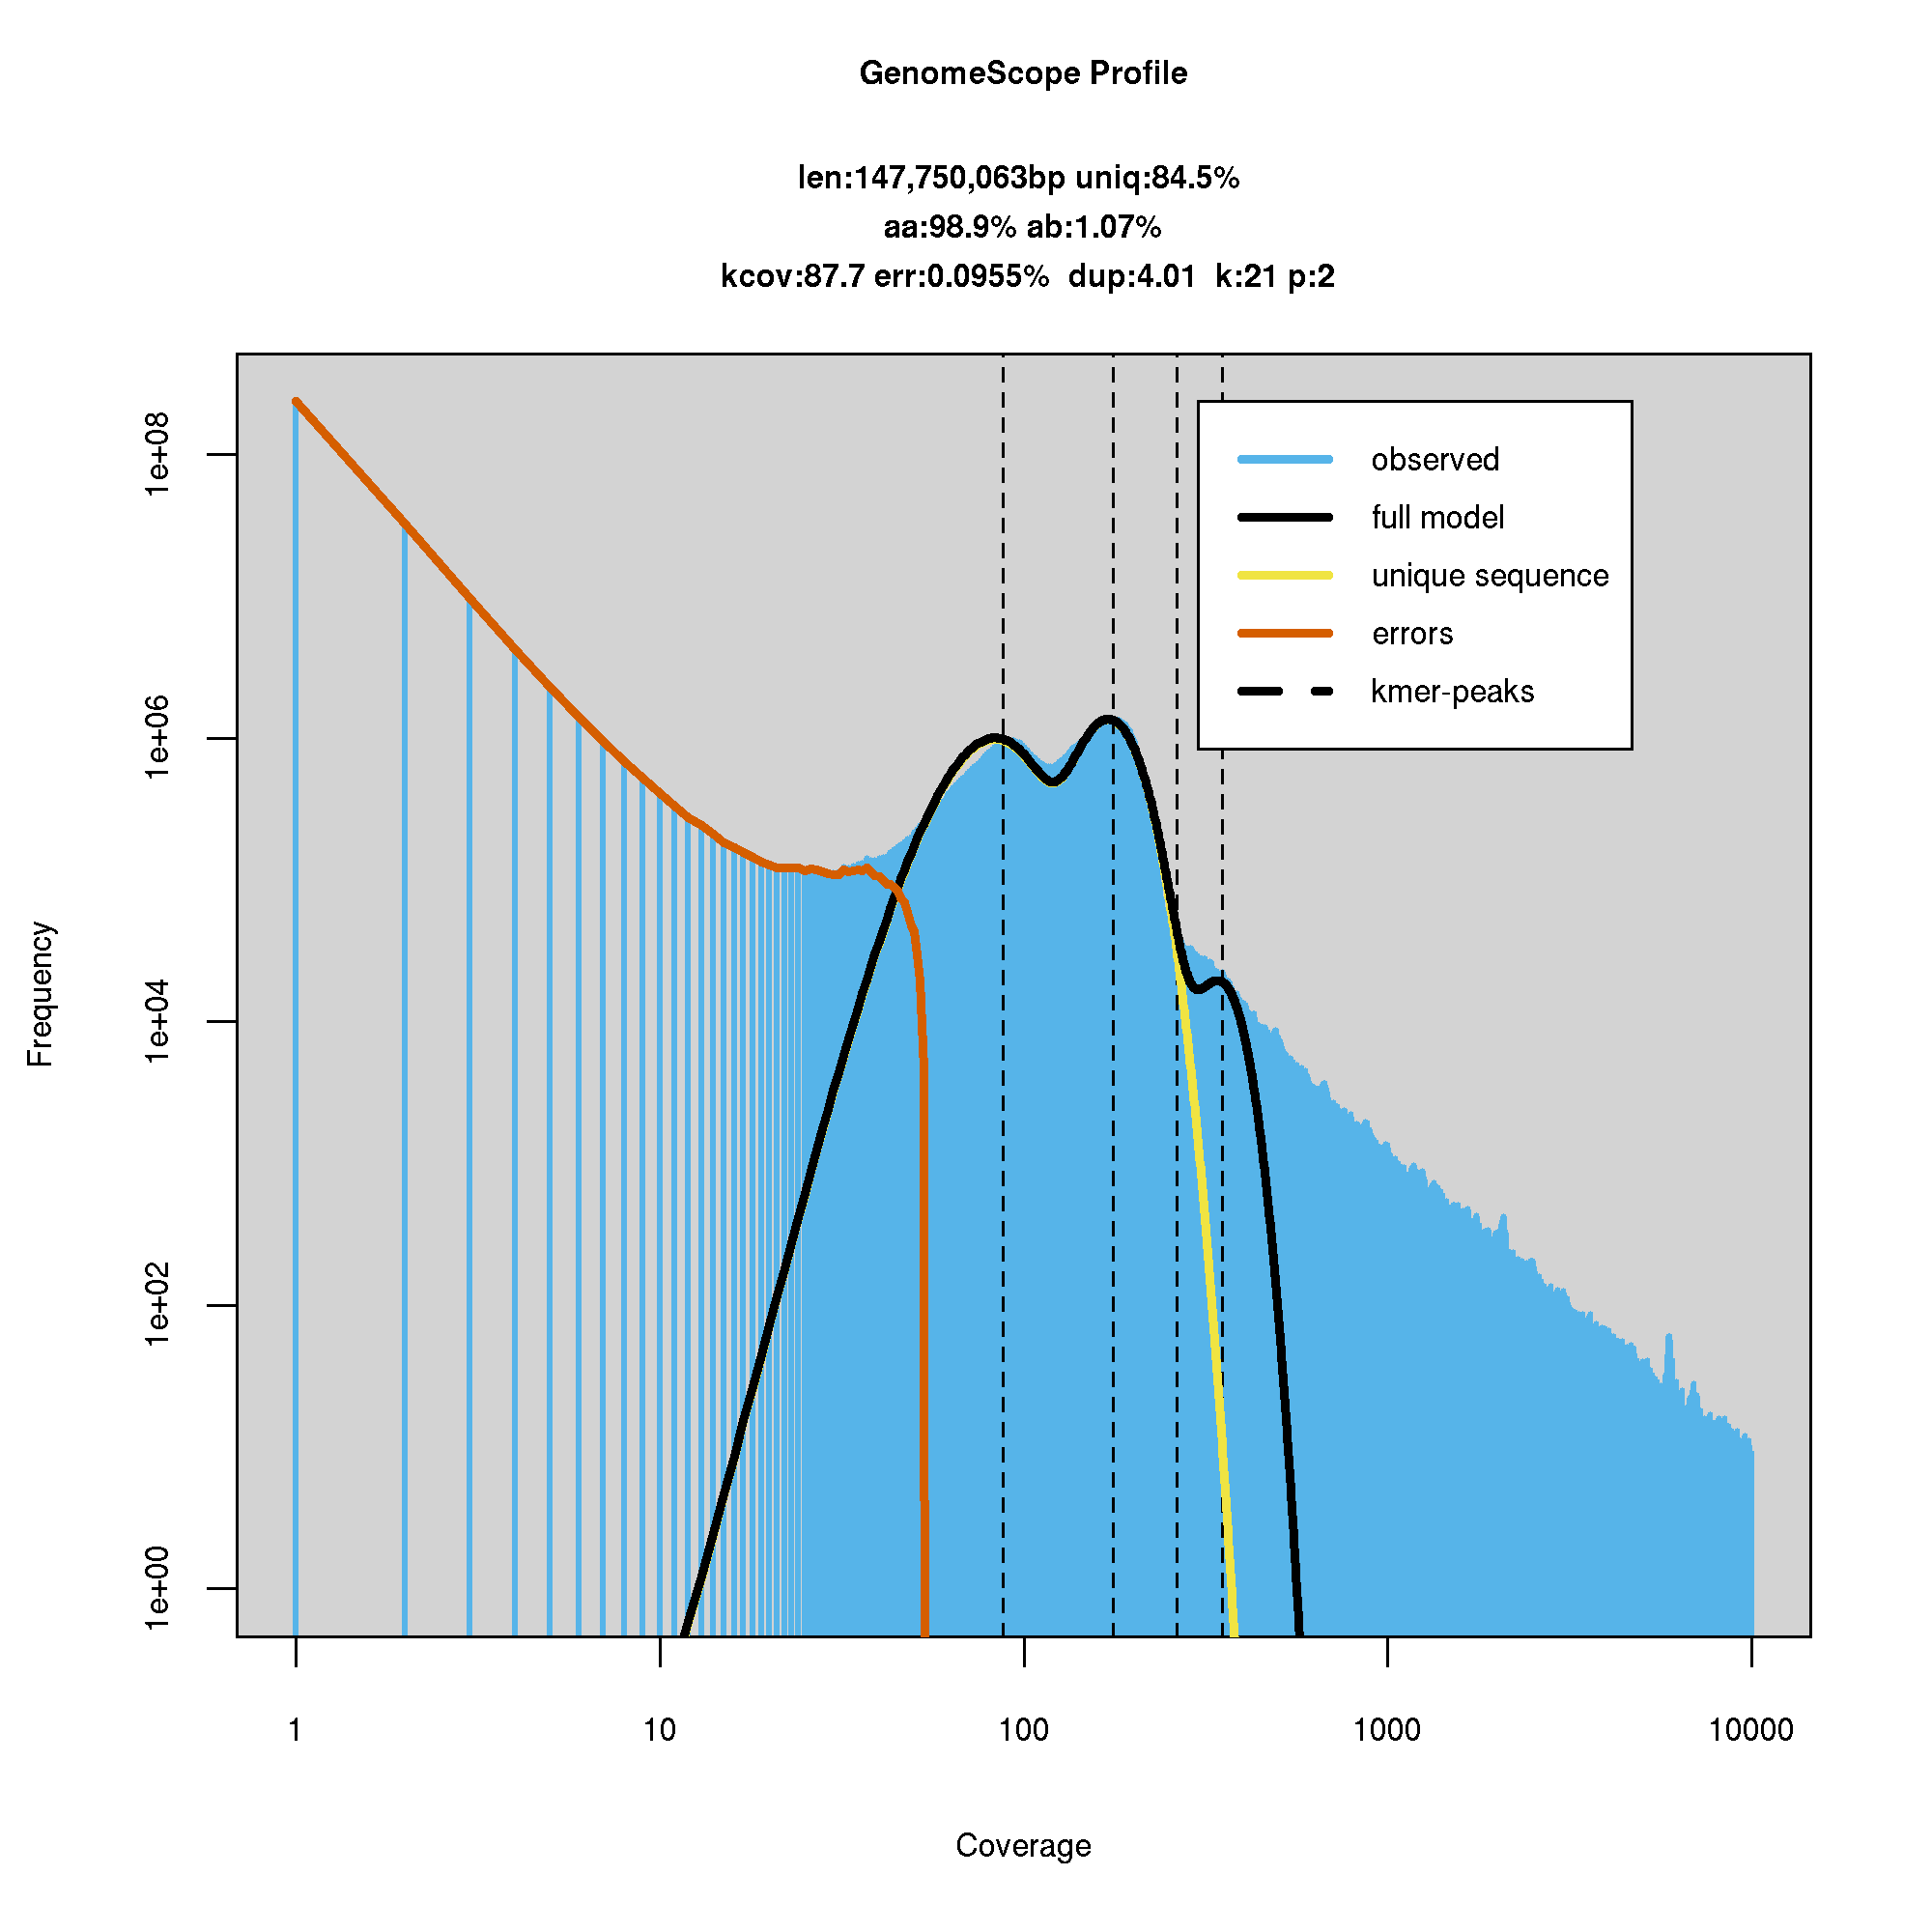 GenomeScope Profile
len:147,750,063bp uniq:84.5%
aa:98.9% ab:1.07%
kcov:87.7 err:0.0955%  dup:4.01  k:21 p:2
observed
full model
unique sequence
errors
kmer-peaks
Frequency
1e+08
1e+06
1e+04
1e+02
1e+00
1 10 100 1000 10000
Coverage